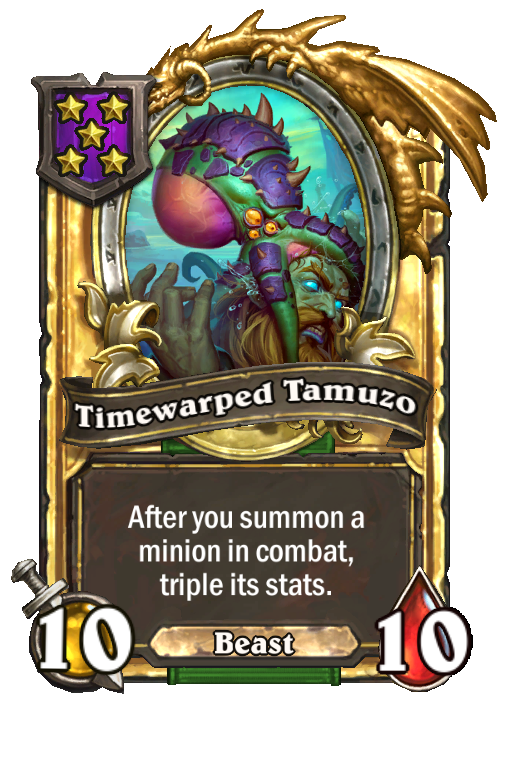 Timewarped Tamuzo
After you summon a
minion in combat,
triple its stats.
10
Beast
10